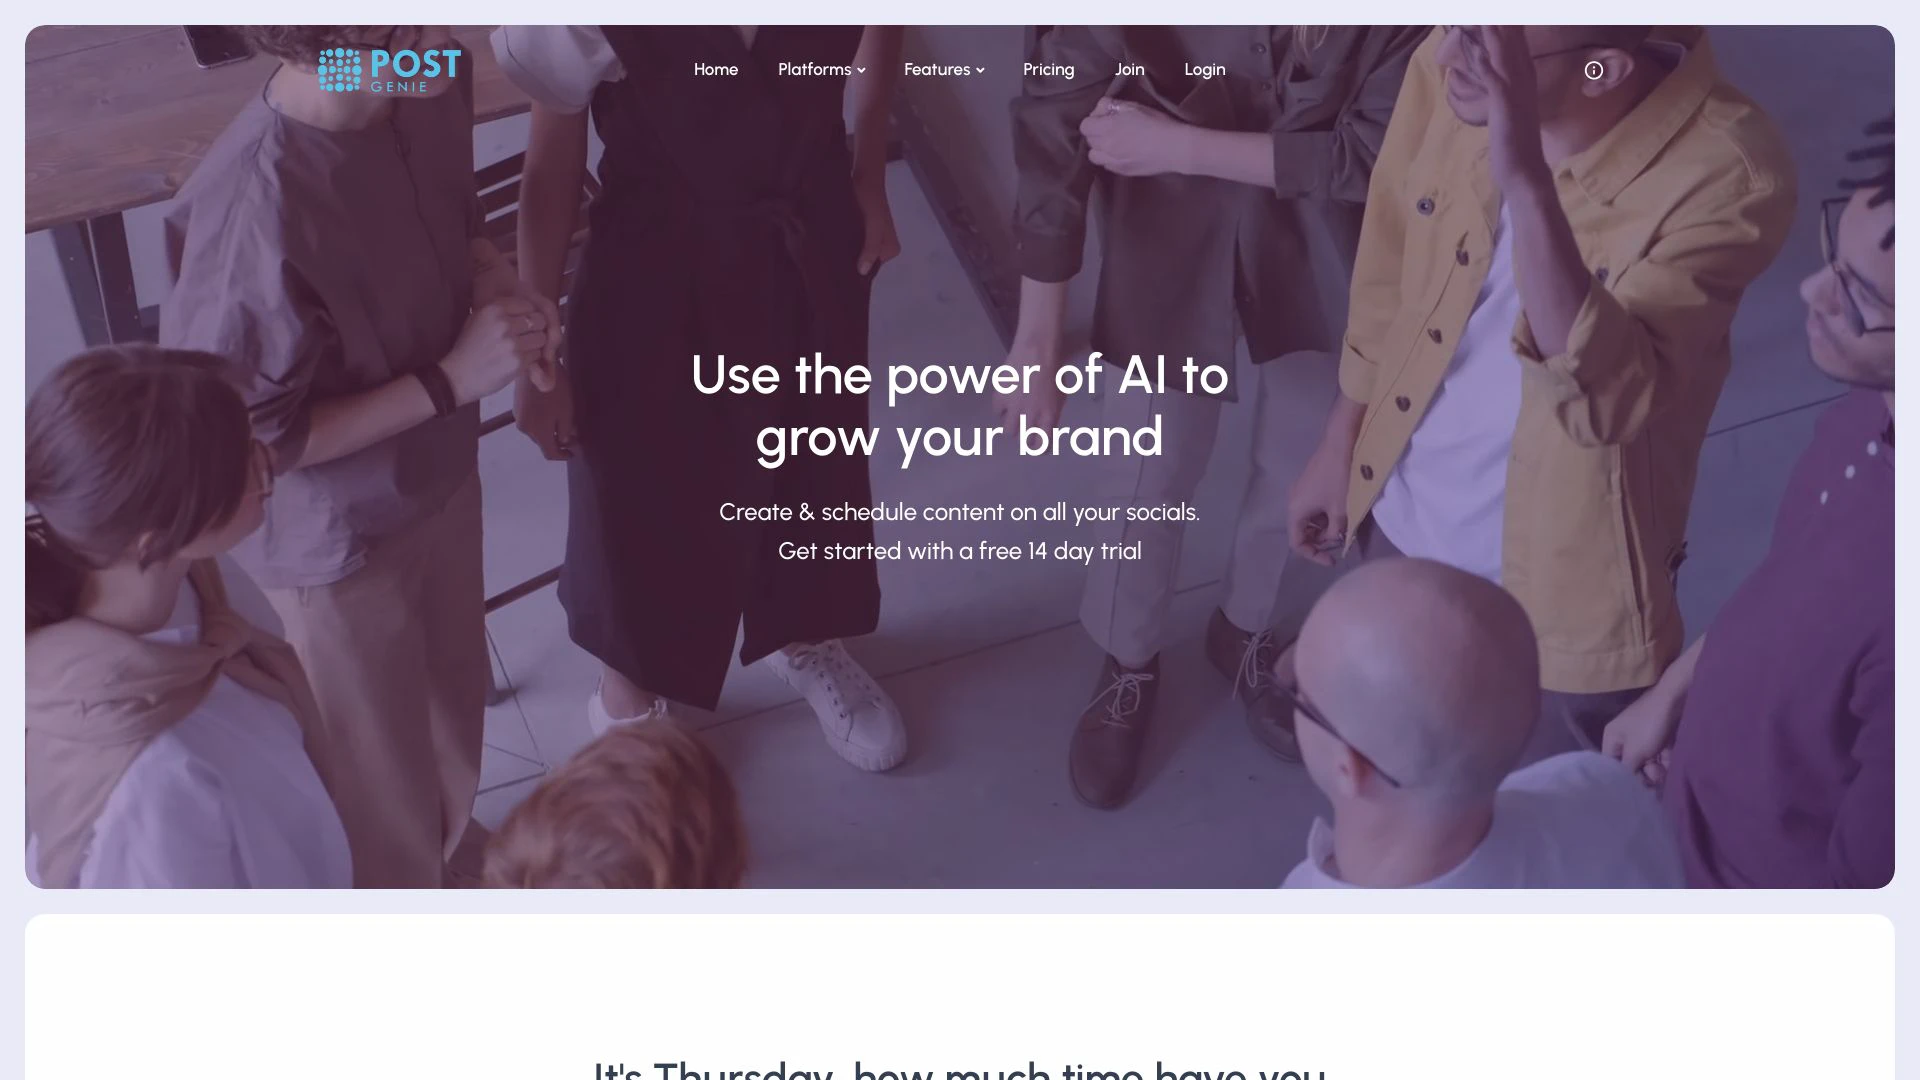 POST
GENIE
Home
Platforms
Features
Pricing
Join
Login
Use the power of AI to
grow your brand
Create & schedule content on all your socials.
Get started with a free 14 day trial
It's Thursday, how much time have you